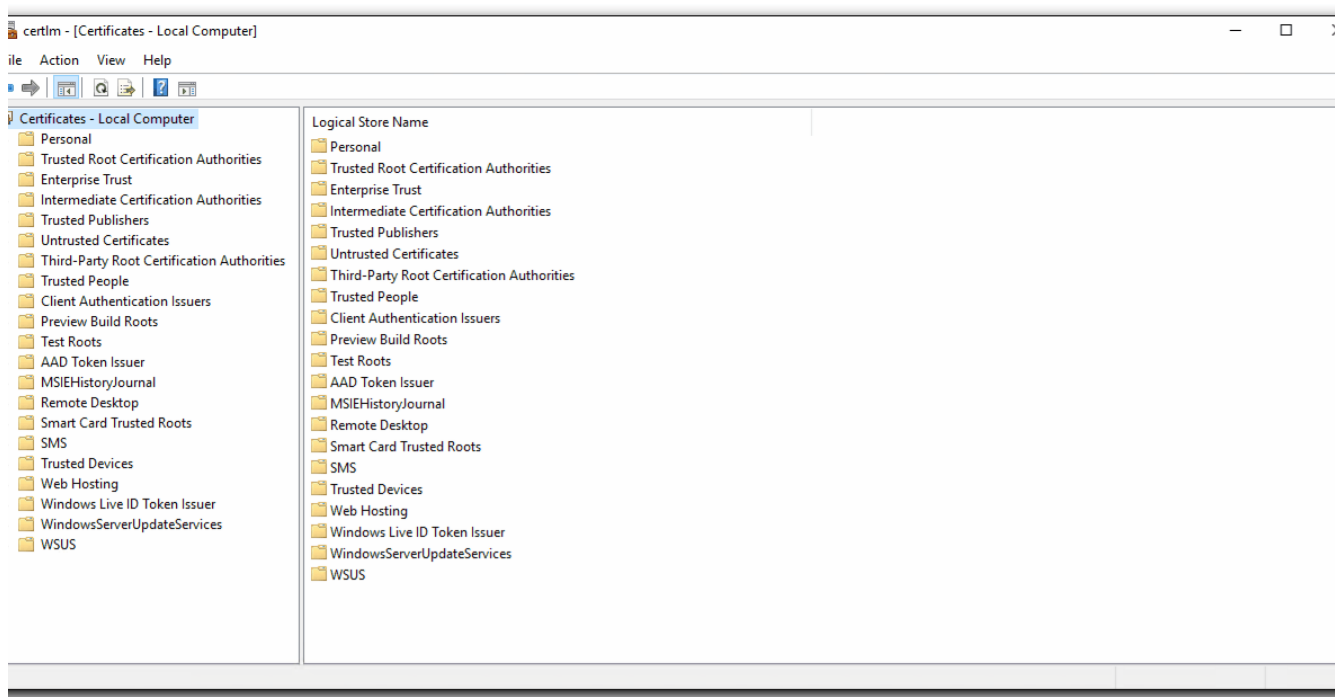 certlm - [Certificates - Local Computer]
ile Action View Help
Certificates - Local Computer
Personal
Trusted Root Certification Authorities
Enterprise Trust
Intermediate Certification Authorities
Trusted Publishers
Untrusted Certificates
Third-Party Root Certification Authorities
Trusted People
Client Authentication Issuers
Preview Build Roots
Test Roots
AAD Token Issuer
MSIEHistoryJournal
Remote Desktop
Smart Card Trusted Roots
SMS
Trusted Devices
Web Hosting
Windows Live ID Token Issuer
WindowsServerUpdateServices
WSUS
Logical Store Name
Personal
Trusted Root Certification Authorities
Enterprise Trust
Intermediate Certification Authorities
Trusted Publishers
Untrusted Certificates
Third-Party Root Certification Authorities
Trusted People
Client Authentication Issuers
Preview Build Roots
Test Roots
AAD Token Issuer
MSIEHistoryJournal
Remote Desktop
Smart Card Trusted Roots
SMS
Trusted Devices
Web Hosting
Windows Live ID Token Issuer
WindowsServerUpdateServices
WSUS